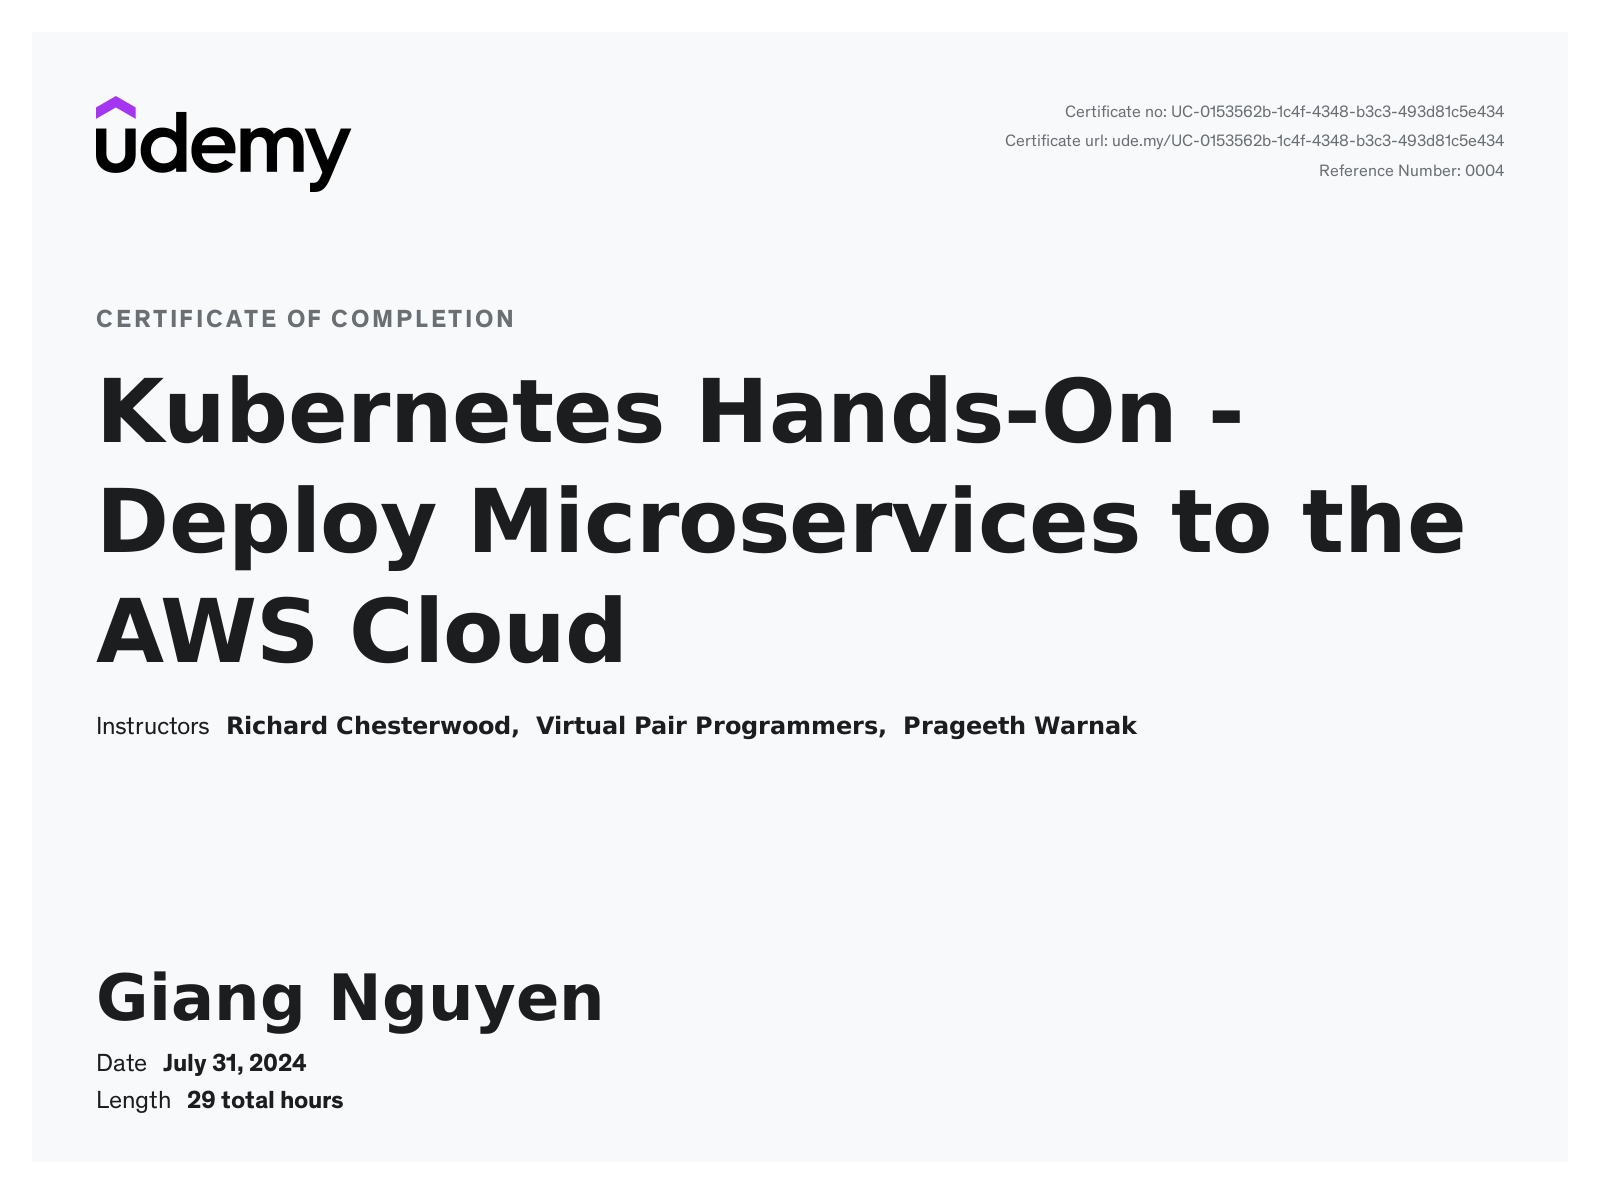 udemy
Certificate no: UC-0153562b-1c4f-4348-b3c3-493d81c5e434
Certificate url: ude.my/UC-0153562b-1c4f-4348-b3c3-493d81c5e434
Reference Number: 0004
CERTIFICATE OF COMPLETION
Kubernetes Hands-On -
Deploy Microservices to the
AWS Cloud
Instructors Richard Chesterwood, Virtual Pair Programmers, Prageeth Warnak
Giang Nguyen
Date July 31, 2024
Length 29 total hours